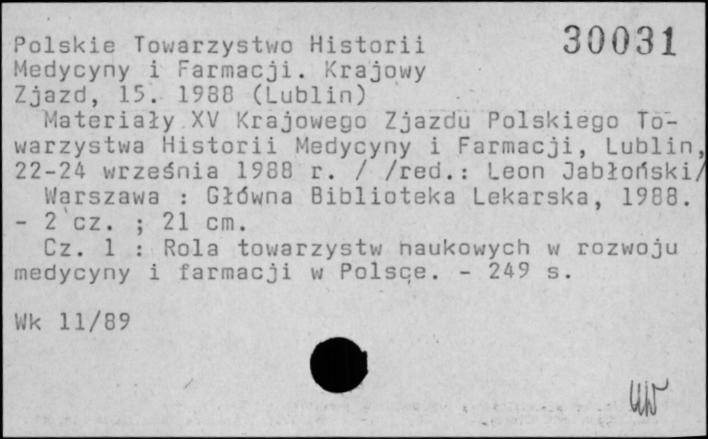 30031
Polskie Towarzystwo Historii
Medycyny i Farmacji. Krajowy
Zjazd, 15. 1988 (Lublin)
Materiały XV Krajowego Zjazdu Polskiego To-
warzystwa Historii Medycyny i Farmacji, Lublin,
22-24 września 1988 r. / /red.: Leon Jabłoński/
Warszawa : Główna Biblioteka Lekarska, 1988.
- 2 cz. ; 21 cm.
Cz. 1 : Rola towarzystw naukowych w rozwoju
medycyny i farmacji w Polsce. - 249 s.
Wk 11/89